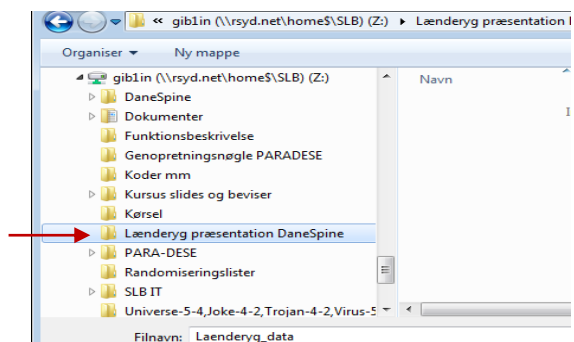 « gib1in (\\rsyd.net\home$\SLB) (Z:) ▸ Lænderyg præsentation
Organiser ▾ Ny mappe
gib1in (\\rsyd.net\home$\SLB) (Z:)
Navn
DaneSpine
Dokumenter
Funktionsbeskrivelse
Genopretningsnøgle PARADESE
Koder mm
Kursus slides og beviser
Kørsel
Lænderyg præsentation DaneSpine
PARA-DESE
Randomiseringslister
SLB IT
Universe-5-4,Joke-4-2,Trojan-4-2,Virus-5
Filnavn: Laenderyg_data